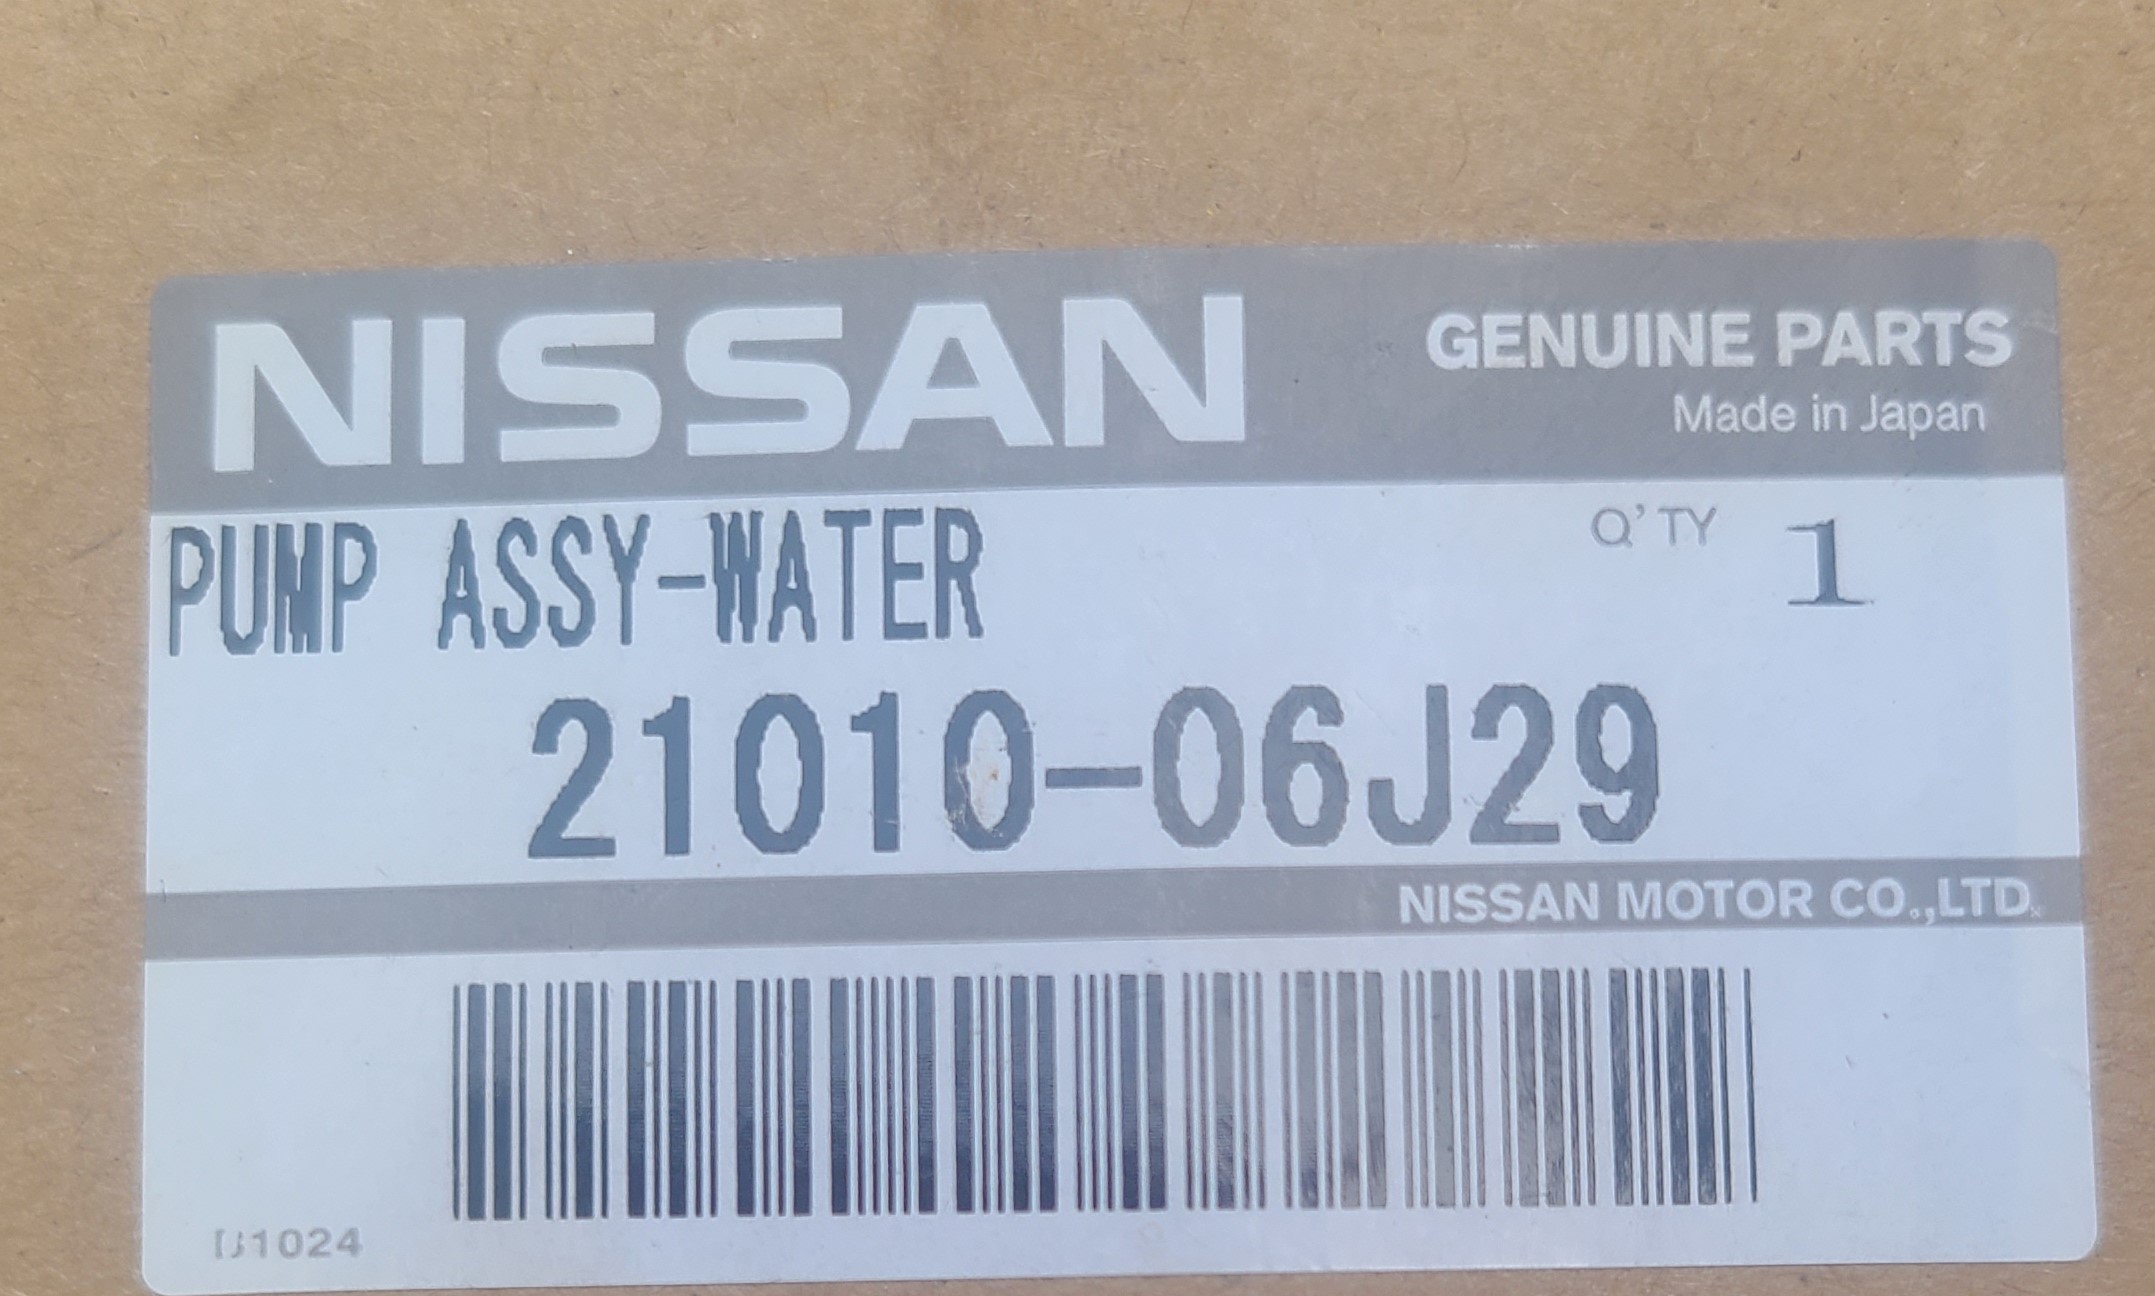 NISSAN
GENUINE PARTS
Made in Japan
PUMP ASSY-WATER
Q'TY 1
21010-06J29
NISSAN MOTOR CO.,LTD.